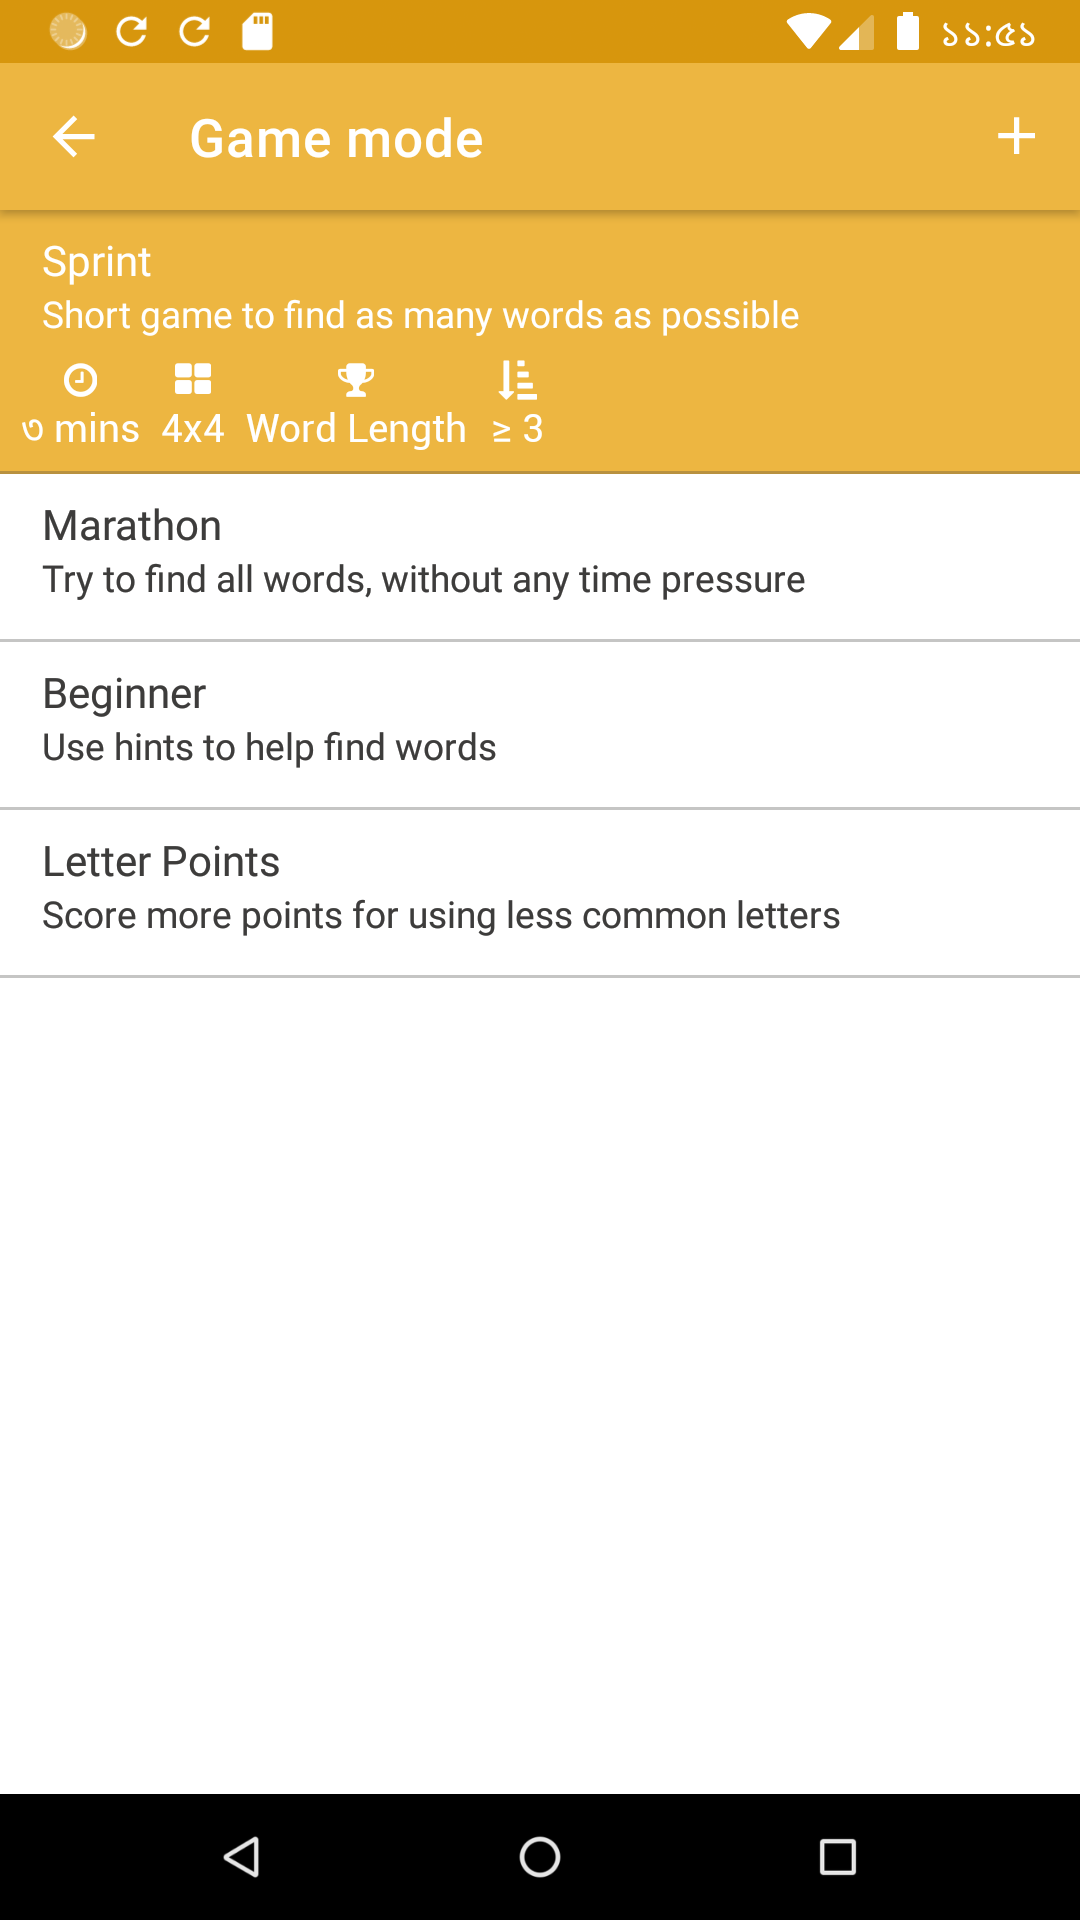 ১১:৫১
Game mode
Sprint
Short game to find as many words as possible
৩ mins 4x4 Word Length ≥ 3
Marathon
Try to find all words, without any time pressure
Beginner
Use hints to help find words
Letter Points
Score more points for using less common letters